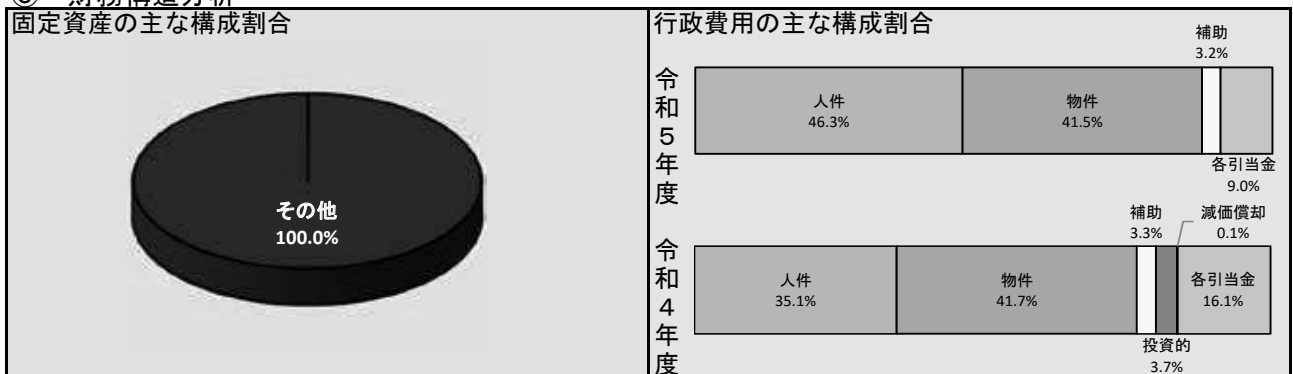 固定資産の主な構成割合
その他
100.0%
行政費用の主な構成割合
令和5年度
人件
46.3%
物件
41.5%
補助
3.2%
各引当金
9.0%
令和4年度
人件
35.1%
物件
41.7%
補助
3.3%
投資的
3.7%
減価償却
0.1%
各引当金
16.1%